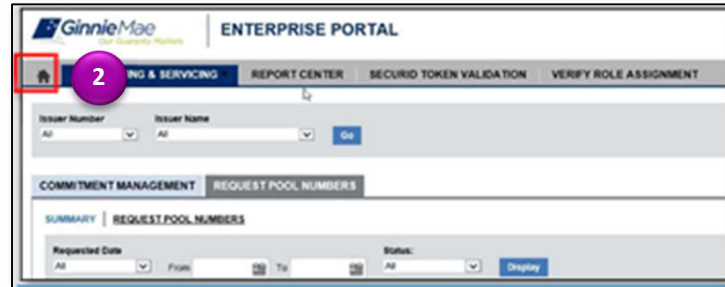 GinnieMae ENTERPRISE PORTAL
Our Guaranty Matters
2 NG & SERVICING REPORT CENTER SECURID TOKEN VALIDATION VERIFY ROLE ASSIGNMENT
Issuer Number Issuer Name
All All Go
COMMITMENT MANAGEMENT REQUEST POOL NUMBERS
SUMMARY | REQUEST POOL NUMBERS
Requested Date Status:
All From To All Display